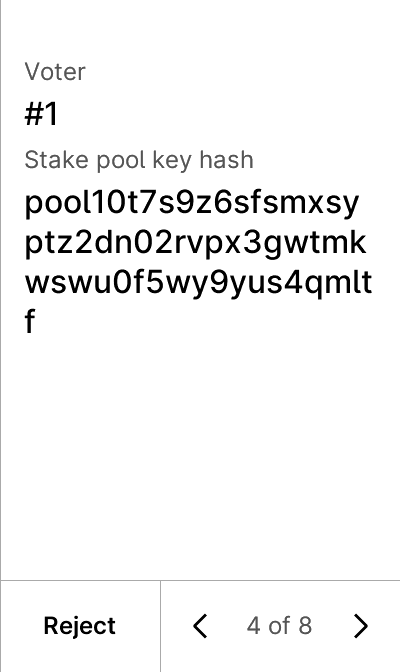 Voter
#1
Stake pool key hash
pool10t7s9z6sfsmxsy
ptz2dn02rvpx3gwtmk
wswu0f5wy9yus4qmlt
f
Reject
4 of 8